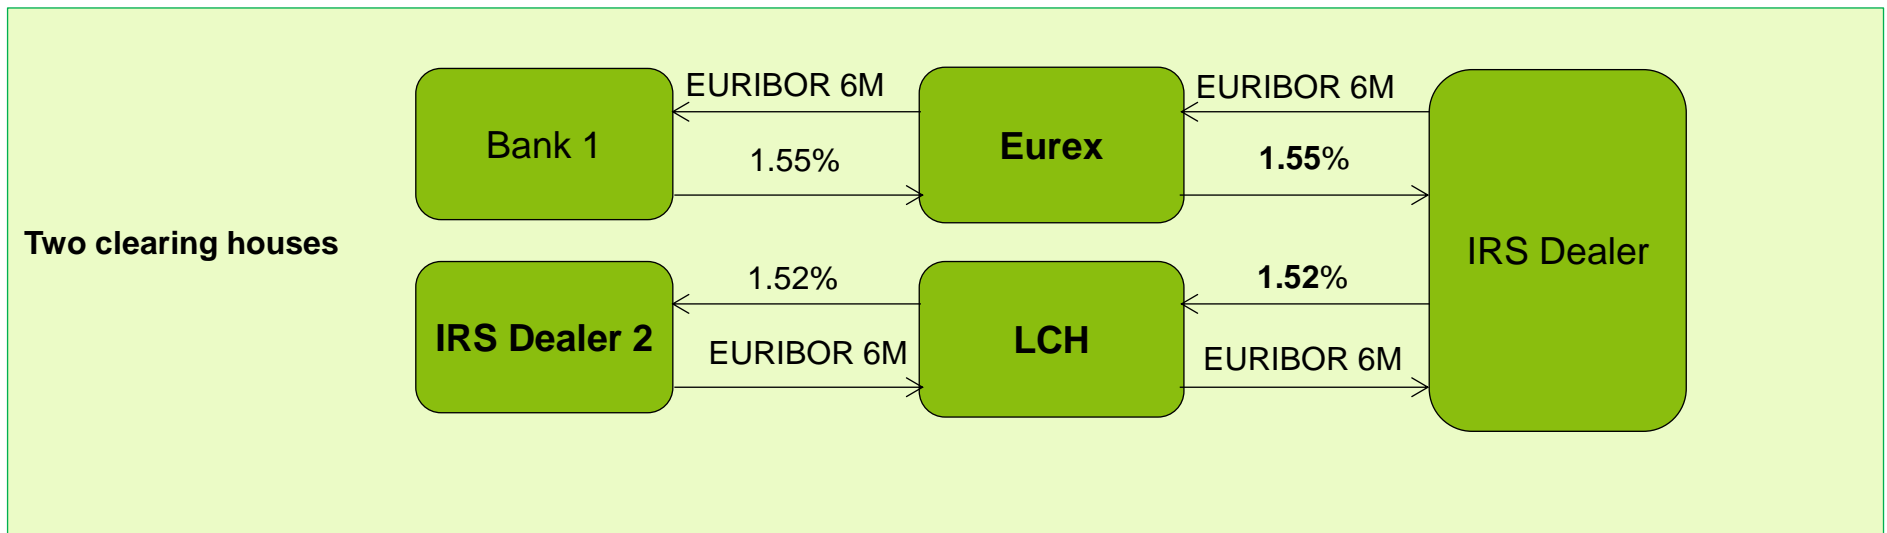 EURIBOR 6M
EURIBOR 6M
Bank 1
Eurex
1.55%
1.55%
Two clearing houses
IRS Dealer
1.52%
1.52%
IRS Dealer 2
LCH
EURIBOR 6M
EURIBOR 6M